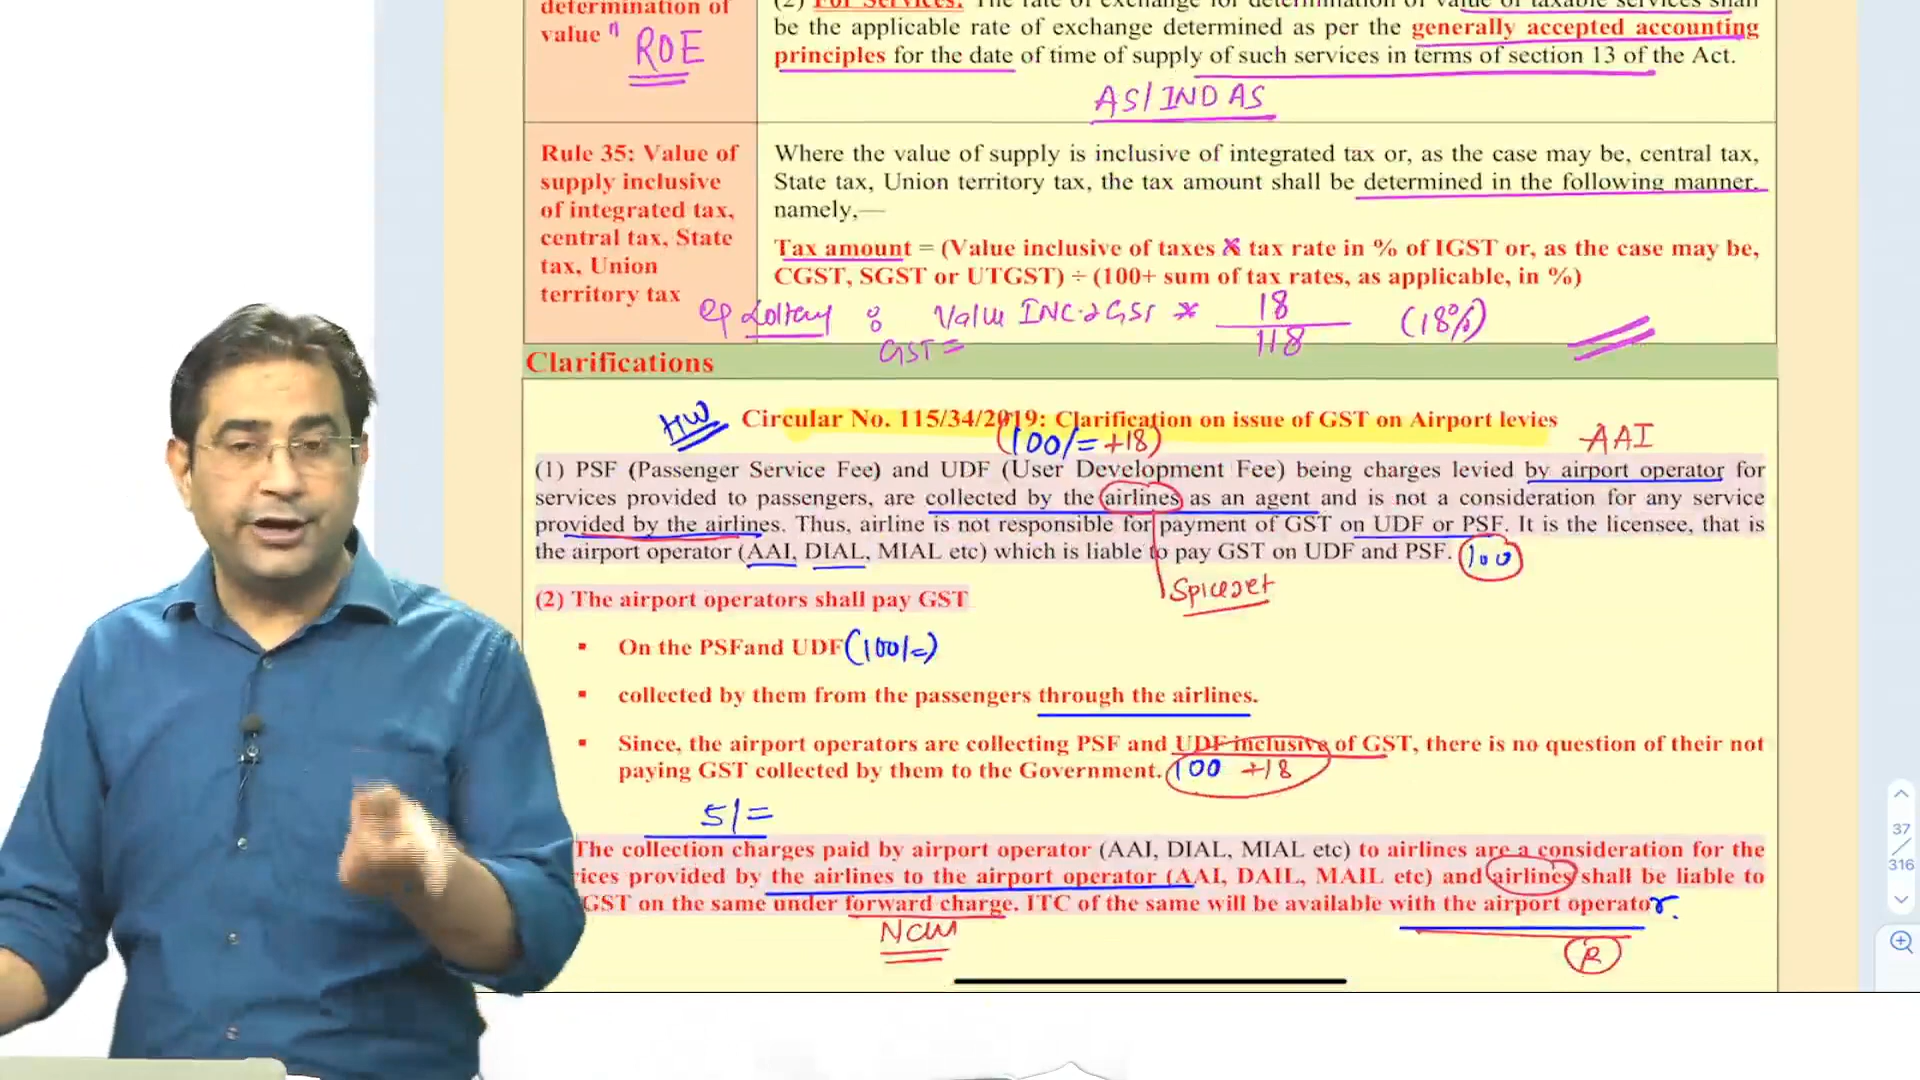 determination of
value "
ROE
(2) For Services: The rate of exchange for determination of value of taxable services shall
be the applicable rate of exchange determined as per the generally accepted accounting
principles for the date of time of supply of such services in terms of section 13 of the Act.
AS/IND AS
Rule 35: Value of
supply inclusive
of integrated tax,
central tax, State
tax, Union
territory tax
Where the value of supply is inclusive of integrated tax or, as the case may be, central tax,
State tax, Union territory tax, the tax amount shall be determined in the following manner,
namely,—
Tax amount = (Value inclusive of taxes X tax rate in % of IGST or, as the case may be,
CGST, SGST or UTGST) ÷ (100+ sum of tax rates, as applicable, in %)
18
Value INC. GST * (18%)
GST =
118
Clarifications
HW
Circular No. 115/34/2019: Clarification on issue of GST on Airport levies
(100/= +18)
AAI
(1) PSF (Passenger Service Fee) and UDF (User Development Fee) being charges levied by airport operator for
services provided to passengers, are collected by the airlines as an agent and is not a consideration for any service
provided by the airlines. Thus, airline is not responsible for payment of GST on UDF or PSF. It is the licensee, that is
the airport operator (AAI, DIAL, MIAL etc) which is liable to pay GST on UDF and PSF. 100
Spicejet
(2) The airport operators shall pay GST
▪ On the PSFand UDF (100/=)
▪ collected by them from the passengers through the airlines.
▪ Since, the airport operators are collecting PSF and UDF inclusive of GST, there is no question of their not
paying GST collected by them to the Government. 100 +18
5/=
The collection charges paid by airport operator (AAI, DIAL, MIAL etc) to airlines are a consideration for the
ices provided by the airlines to the airport operator (AAI, DAIL, MAIL etc) and airlines shall be liable to
GST on the same under forward charge. ITC of the same will be available with the airport operator.
NCM
R
37
316